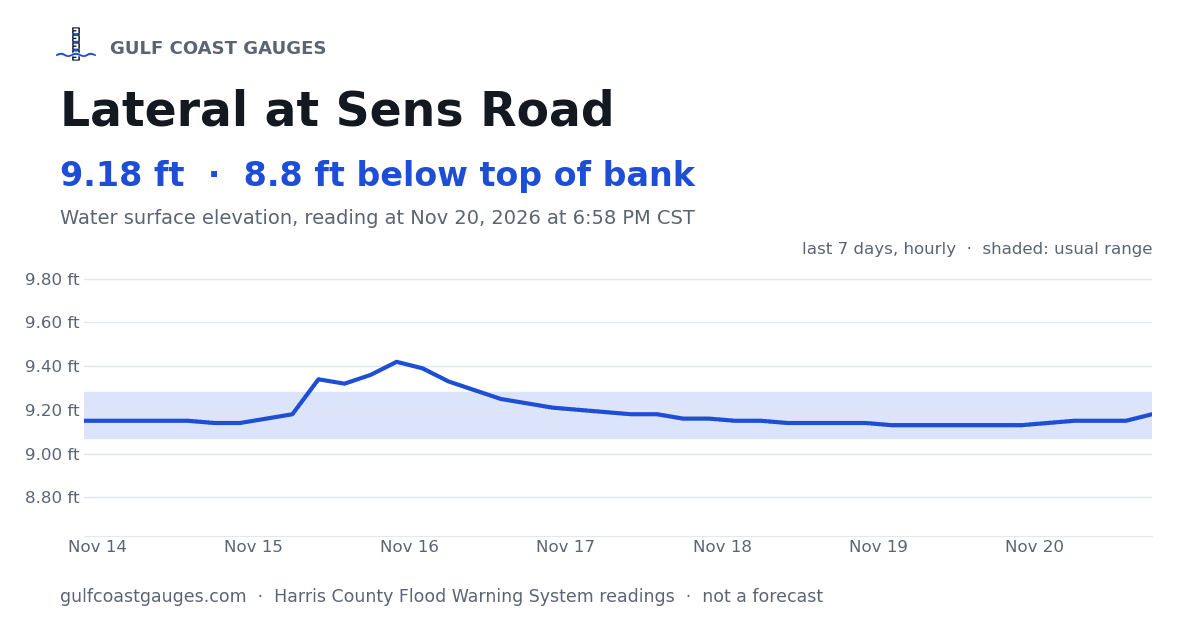 GULF COAST GAUGES
Lateral at Sens Road
9.18 ft · 8.8 ft below top of bank
Water surface elevation, reading at Nov 20, 2026 at 6:58 PM CST
last 7 days, hourly · shaded: usual range
9.80 ft
9.60 ft
9.40 ft
9.20 ft
9.00 ft
8.80 ft
Nov 14 Nov 15 Nov 16 Nov 17 Nov 18 Nov 19 Nov 20
gulfcoastgauges.com · Harris County Flood Warning System readings · not a forecast